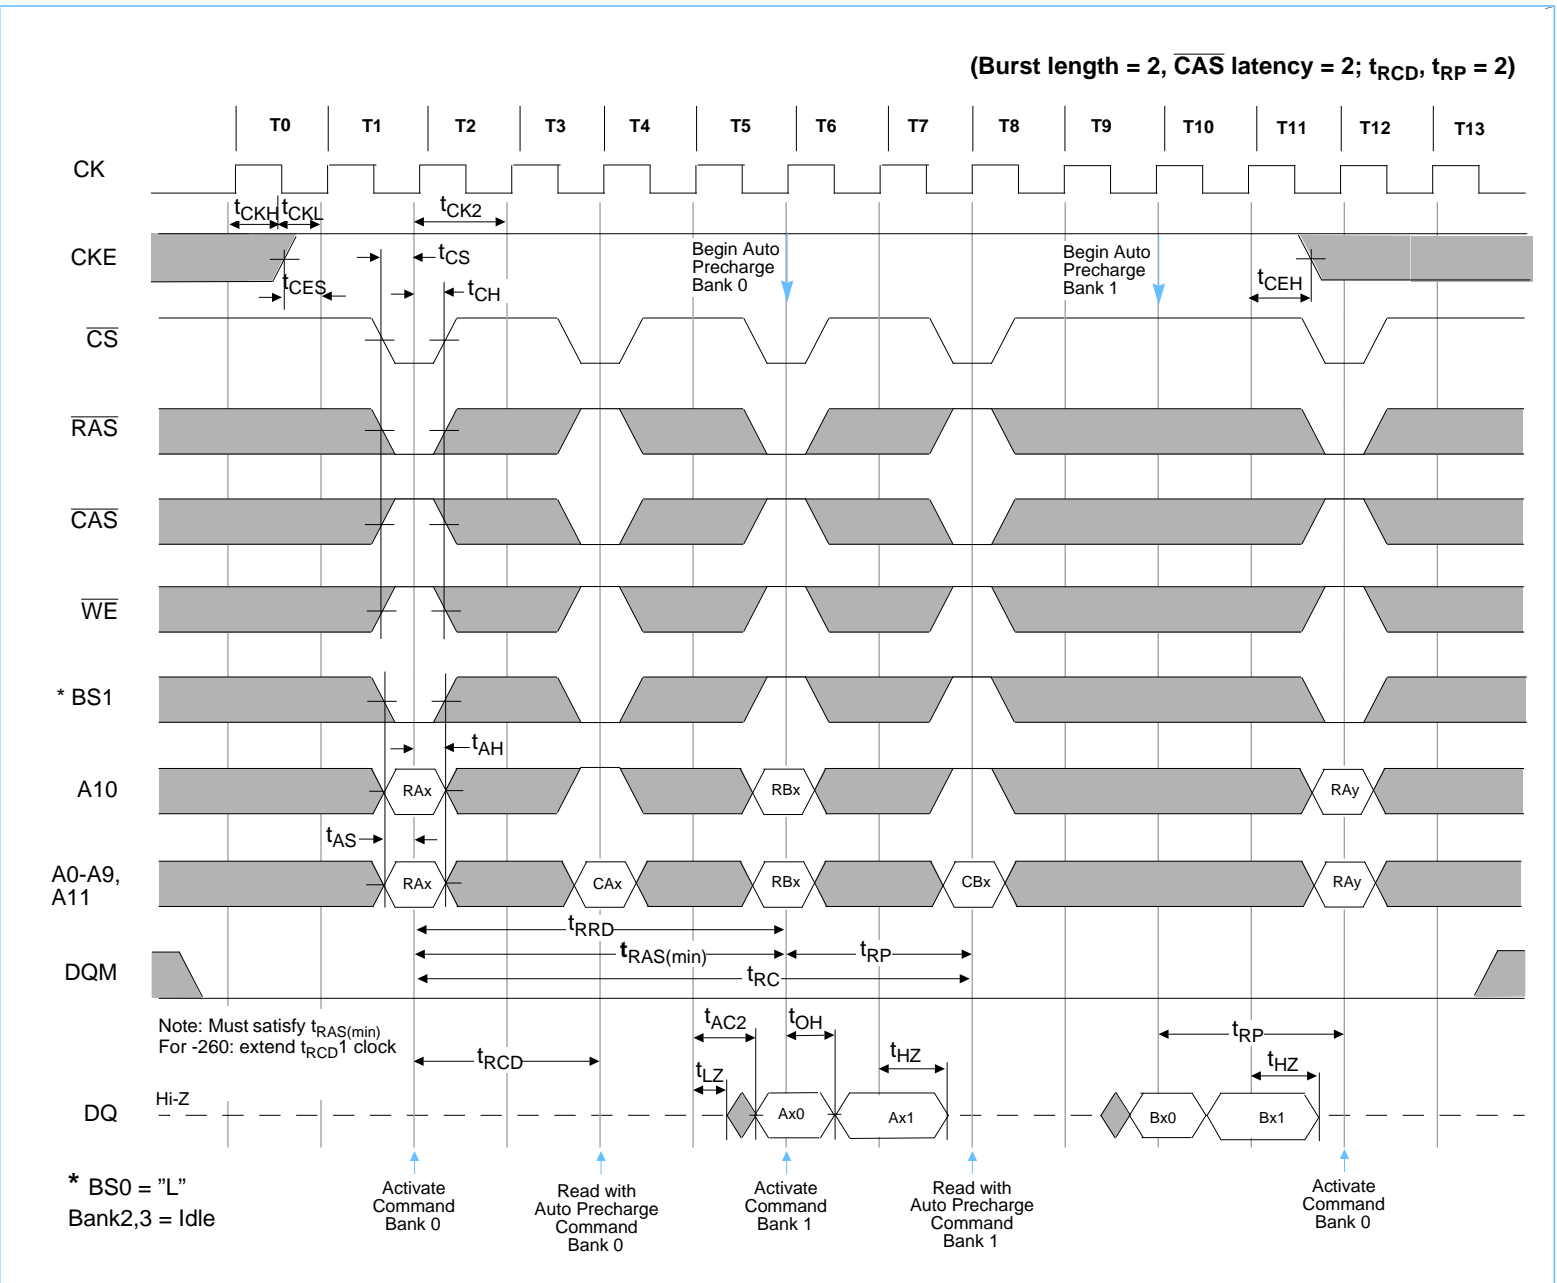 (Burst length = 2, CAS latency = 2; tRCD, tRP = 2)
T0 T1 T2 T3 T4 T5 T6 T7 T8 T9 T10 T11 T12 T13
CK
tCKH tCKL tCK2
CKE
tCS
Begin Auto
Precharge
Bank 0
Begin Auto
Precharge
Bank 1
tCES
tCH
tCEH
CS
RAS
CAS
WE
* BS1
tAH
A10
RAx RBx RAy
tAS
A0-A9,
A11
RAx CAx RBx CBx RAy
tRRD
tRAS(min) tRP
tRC
DQM
Note: Must satisfy tRAS(min)
For -260: extend tRCD1 clock
tRCD
tAC2 tOH
tLZ
tHZ
tRP
tHZ
Hi-Z
DQ
Ax0 Ax1 Bx0 Bx1
* BS0 = ”L”
Bank2,3 = Idle
Activate
Command
Bank 0
Read with
Auto Precharge
Command
Bank 0
Activate
Command
Bank 1
Read with
Auto Precharge
Command
Bank 1
Activate
Command
Bank 0